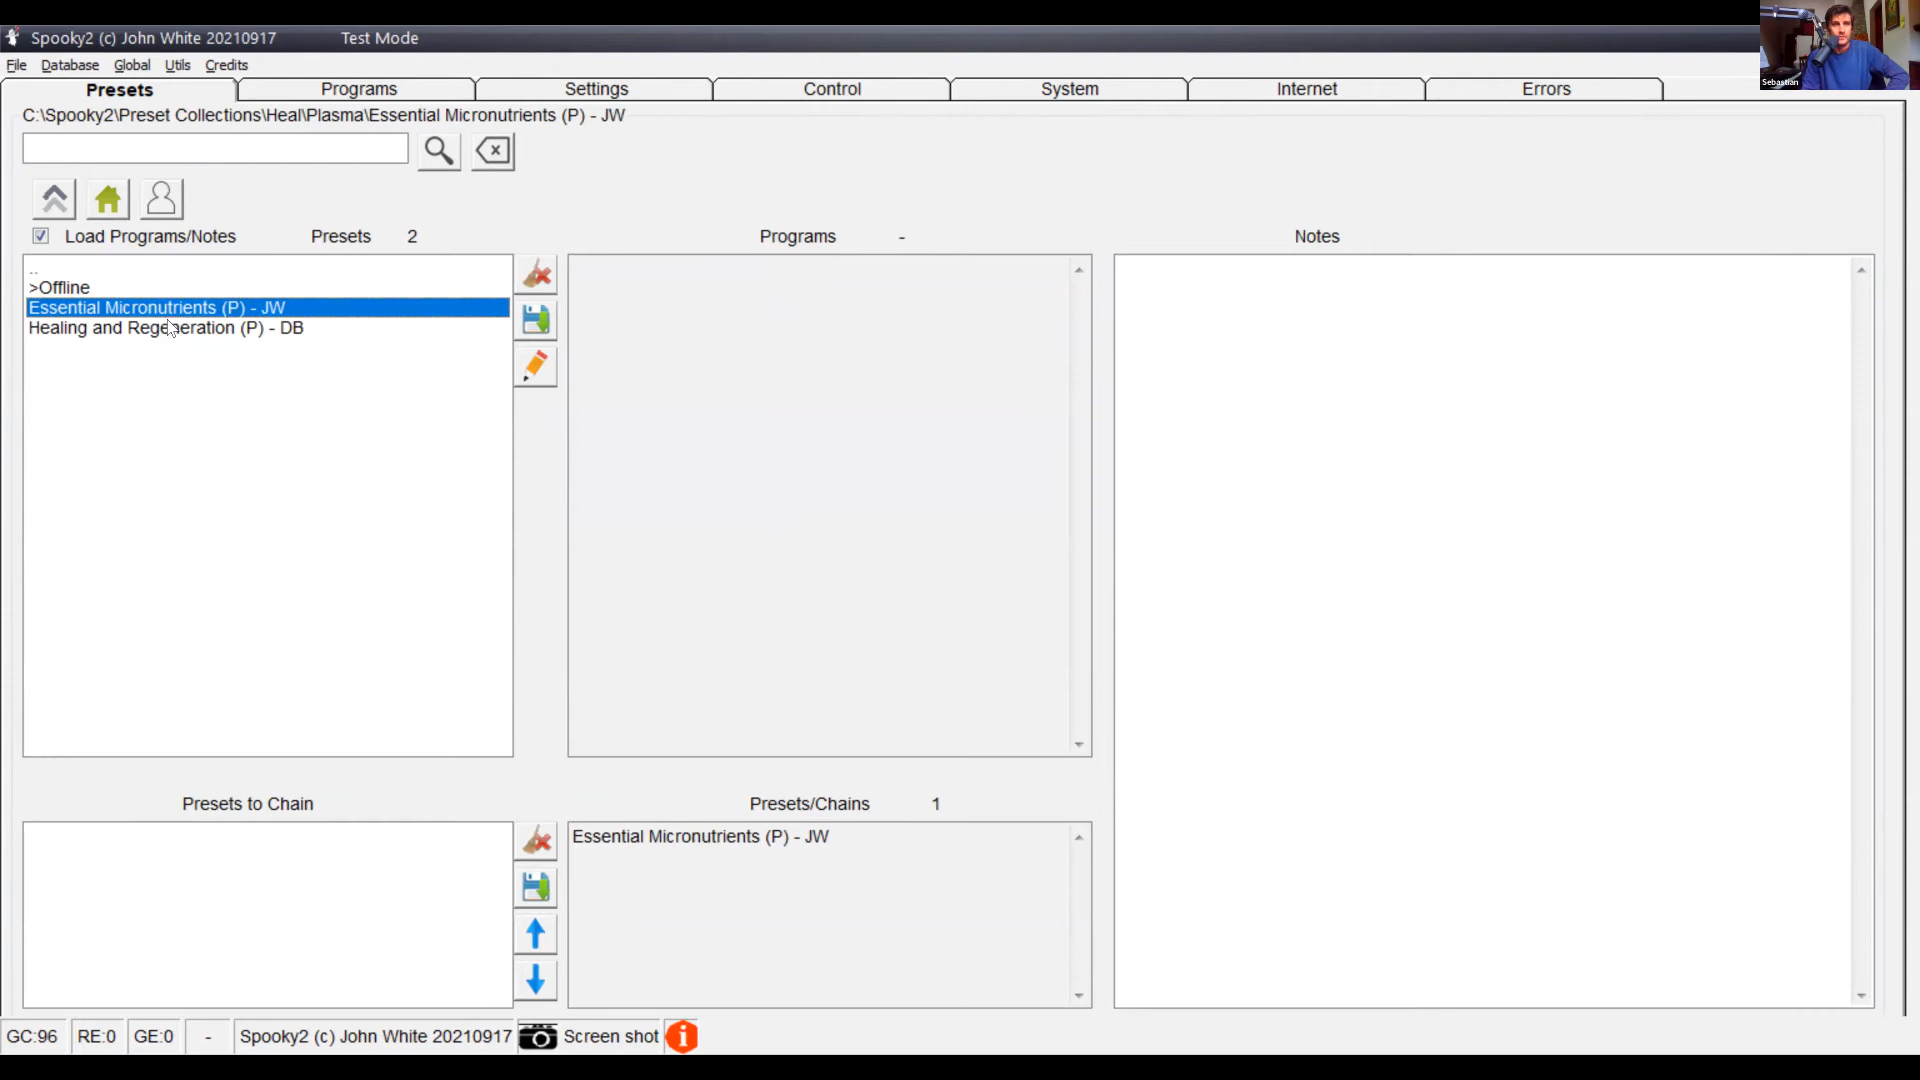 Spooky2 (c) John White 20210917 Test Mode
Sebastian
File Database Global Utils Credits
Presets Programs Settings Control System Internet Errors
C:\Spooky2\Preset Collections\Heal\Plasma\Essential Micronutrients (P) - JW
Load Programs/Notes Presets 2 Programs - Notes
..
>Offline
Essential Micronutrients (P) - JW
Healing and Regeneration (P) - DB
Presets to Chain Presets/Chains 1
Essential Micronutrients (P) - JW
GC:96 RE:0 GE:0 - Spooky2 (c) John White 20210917 Screen shot